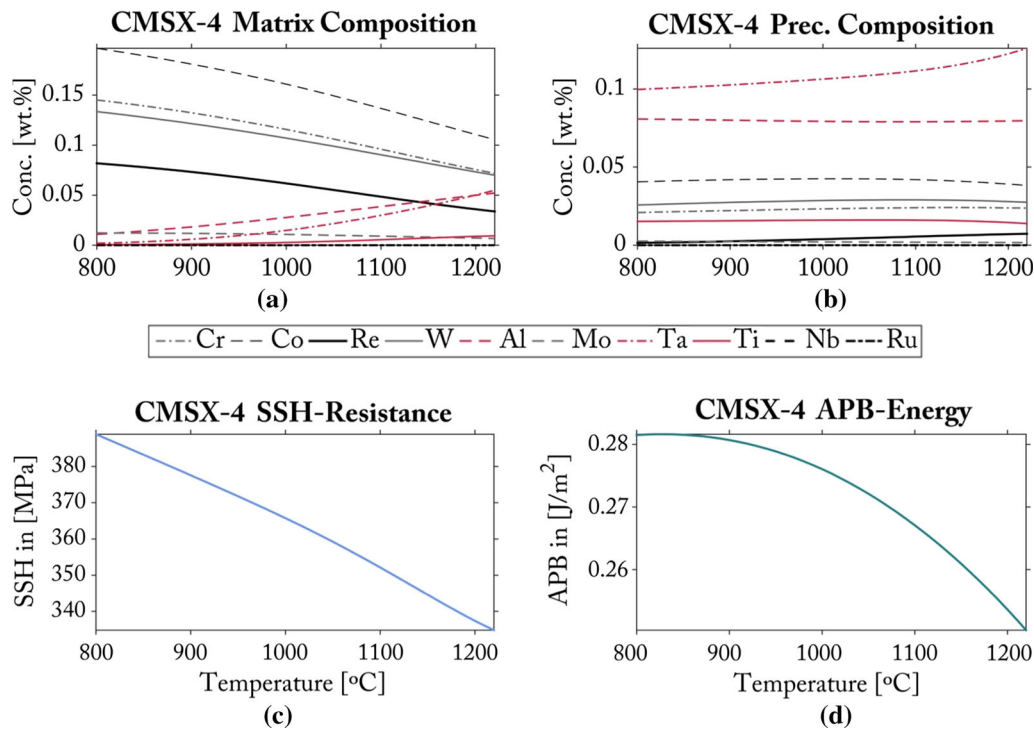 CMSX-4 Matrix Composition
CMSX-4 Prec. Composition
Conc. [wt.%]
0.15
0.1
0.05
0
800
900
1000
1100
1200
(a)
Conc. [wt.%]
0.1
0.05
0
800
900
1000
1100
1200
(b)
Cr Co Re W Al Mo Ta Ti Nb Ru
CMSX-4 SSH-Resistance
CMSX-4 APB-Energy
SSH in [MPa]
380
370
360
350
340
800
900
1000
1100
1200
Temperature [ºC]
(c)
APB in [J/m²]
0.28
0.27
0.26
800
900
1000
1100
1200
Temperature [ºC]
(d)